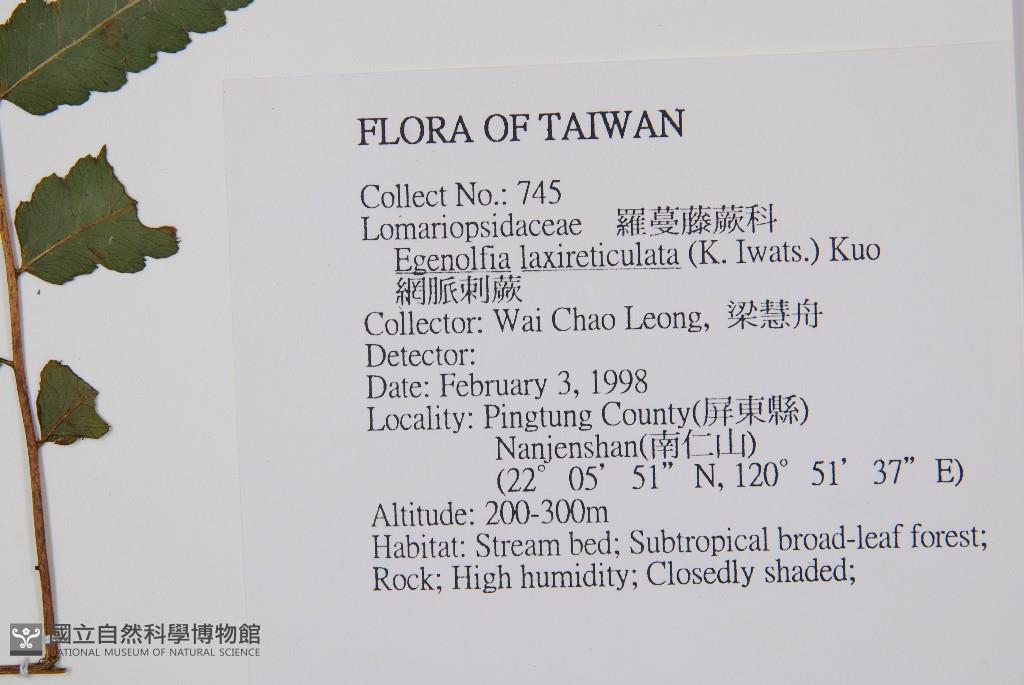 FLORA OF TAIWAN
Collect No.: 745
Lomariopsidaceae 羅蔓藤蕨科
Egenolfia laxireticulata (K. Iwats.) Kuo
網脈刺蕨
Collector: Wai Chao Leong, 梁慧舟
Detector:
Date: February 3, 1998
Locality: Pingtung County(屏東縣)
Nanjenshan(南仁山)
(22° 05’ 51” N, 120° 51’ 37” E)
Altitude: 200-300m
Habitat: Stream bed; Subtropical broad-leaf forest;
Rock; High humidity; Closedly shaded;
國立自然科學博物館
NATIONAL MUSEUM OF NATURAL SCIENCE